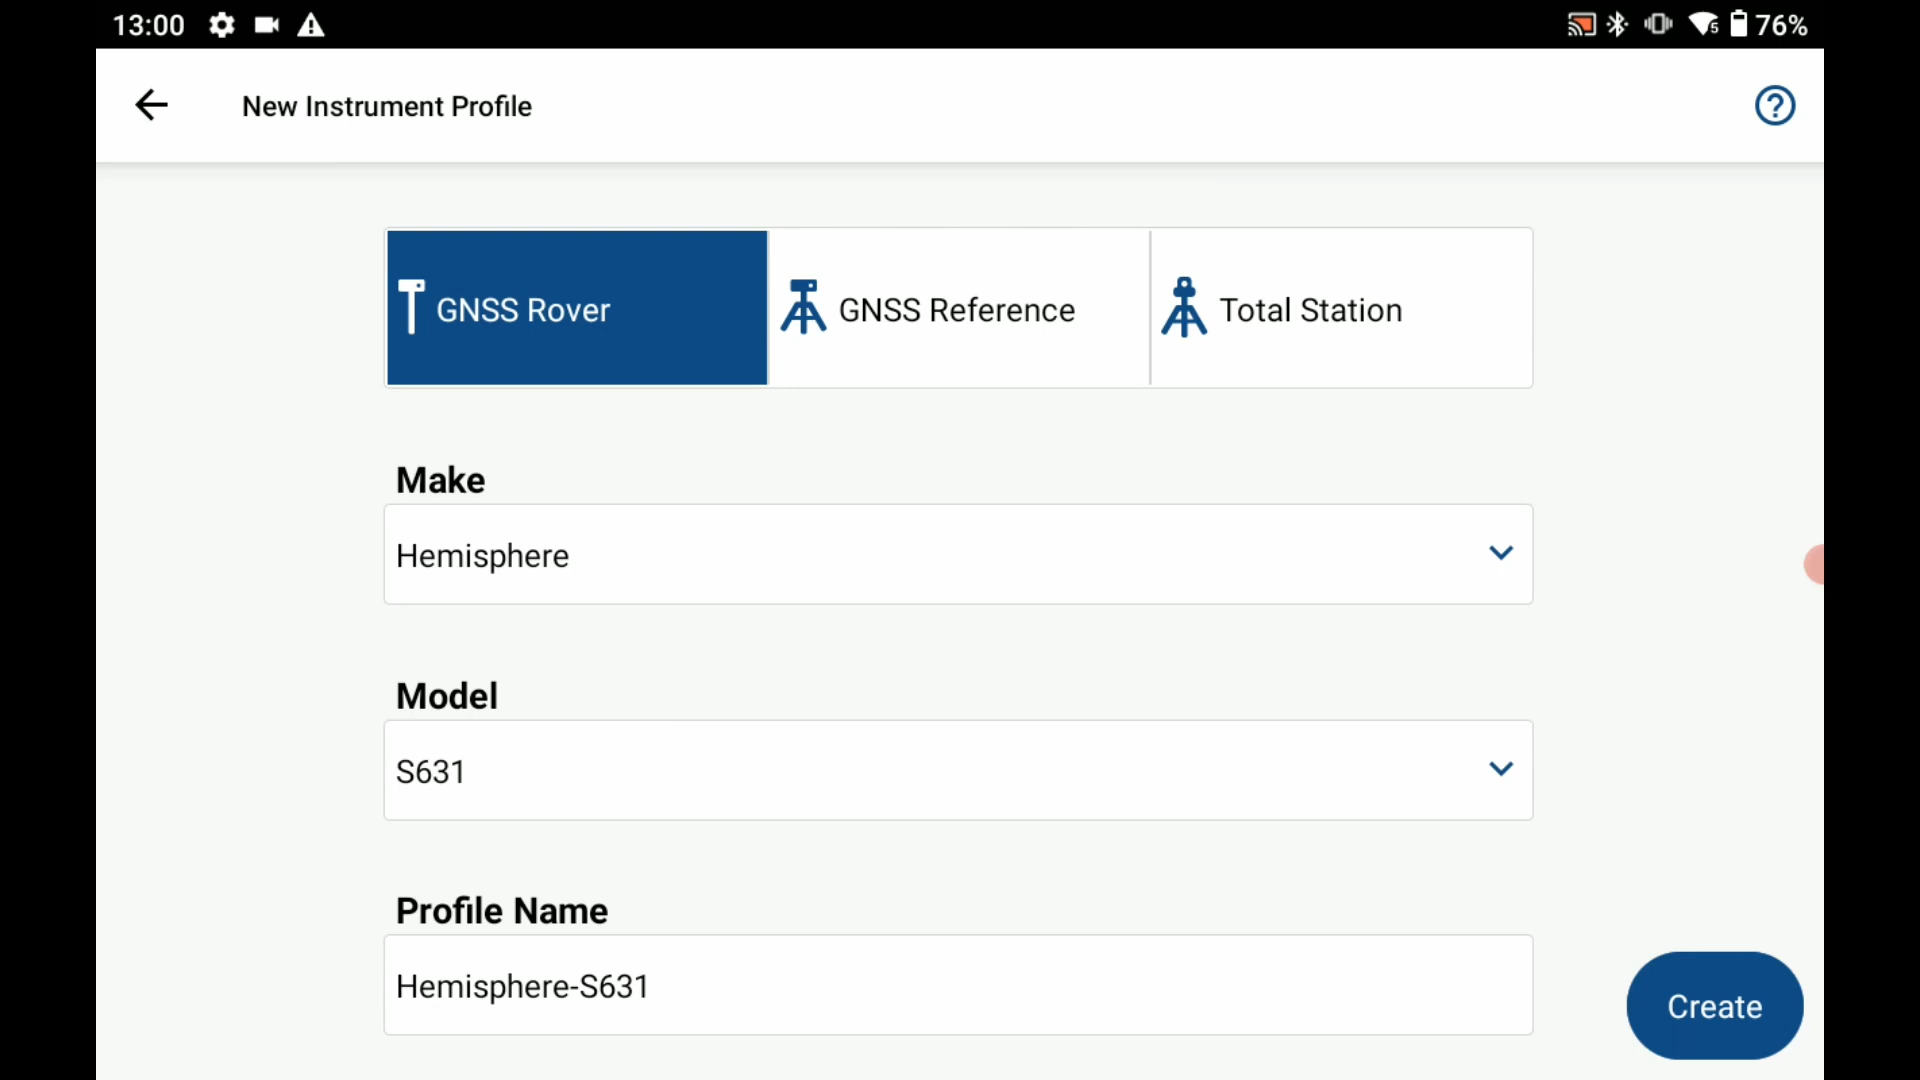 13:00
5 76%
New Instrument Profile
?
GNSS Rover
GNSS Reference
Total Station
Make
Hemisphere
Model
S631
Profile Name
Hemisphere-S631
Create